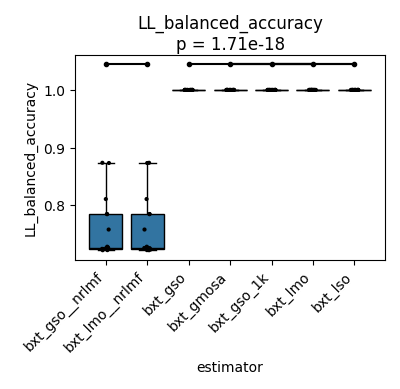 LL_balanced_accuracy
p = 1.71e-18
LL_balanced_accuracy
1.0
0.9
0.8
bxt_gso__nrlmf
bxt_lmo__nrlmf
bxt_gso
bxt_gmosa
bxt_gso_1k
bxt_lmo
bxt_lso
estimator